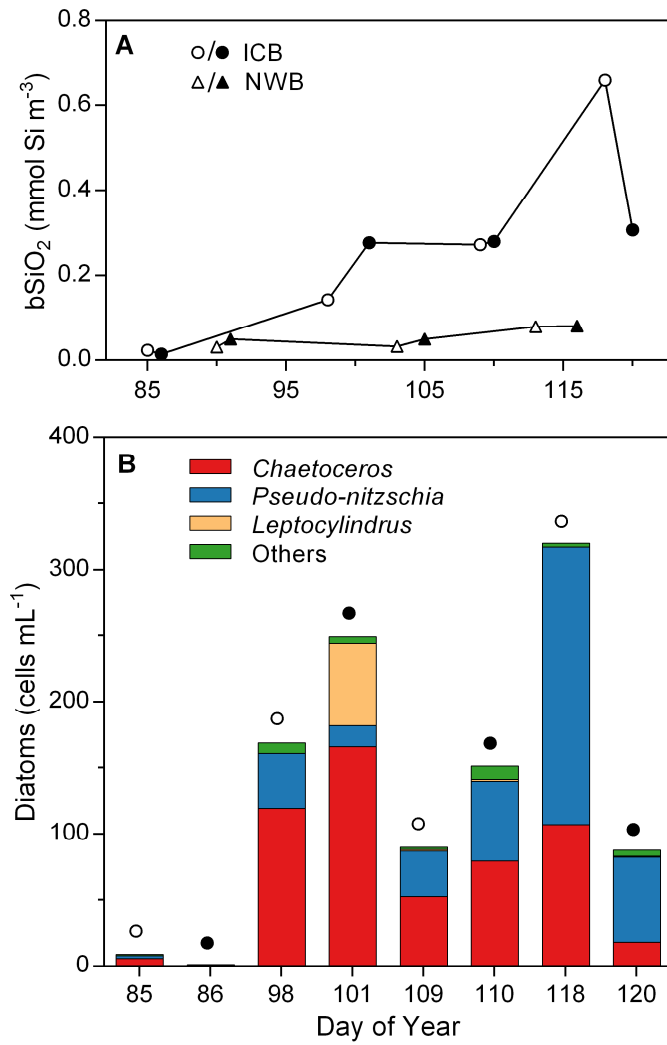 A
○/● ICB
△/▲ NWB
bSiO₂ (mmol Si m⁻³)
0.8
0.6
0.4
0.2
0.0
85 95 105 115
B
Chaetoceros
Pseudo-nitzschia
Leptocylindrus
Others
Diatoms (cells mL⁻¹)
400
300
200
100
0
85 86 98 101 109 110 118 120
Day of Year